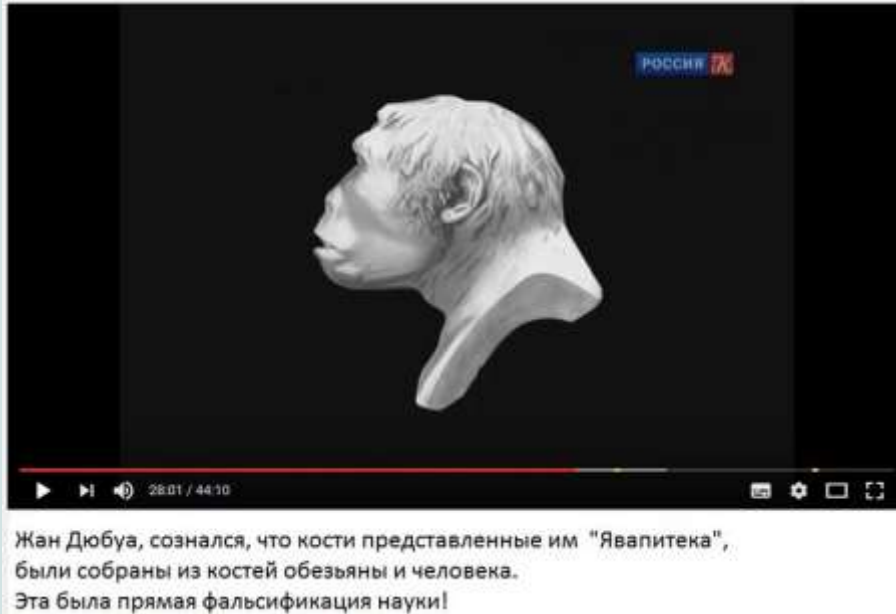 РОССИЯ К
28:01 / 44:10
Жан Дюбуа, сознался, что кости представленные им "Явапитека",
были собраны из костей обезьяны и человека.
Эта была прямая фальсификация науки!